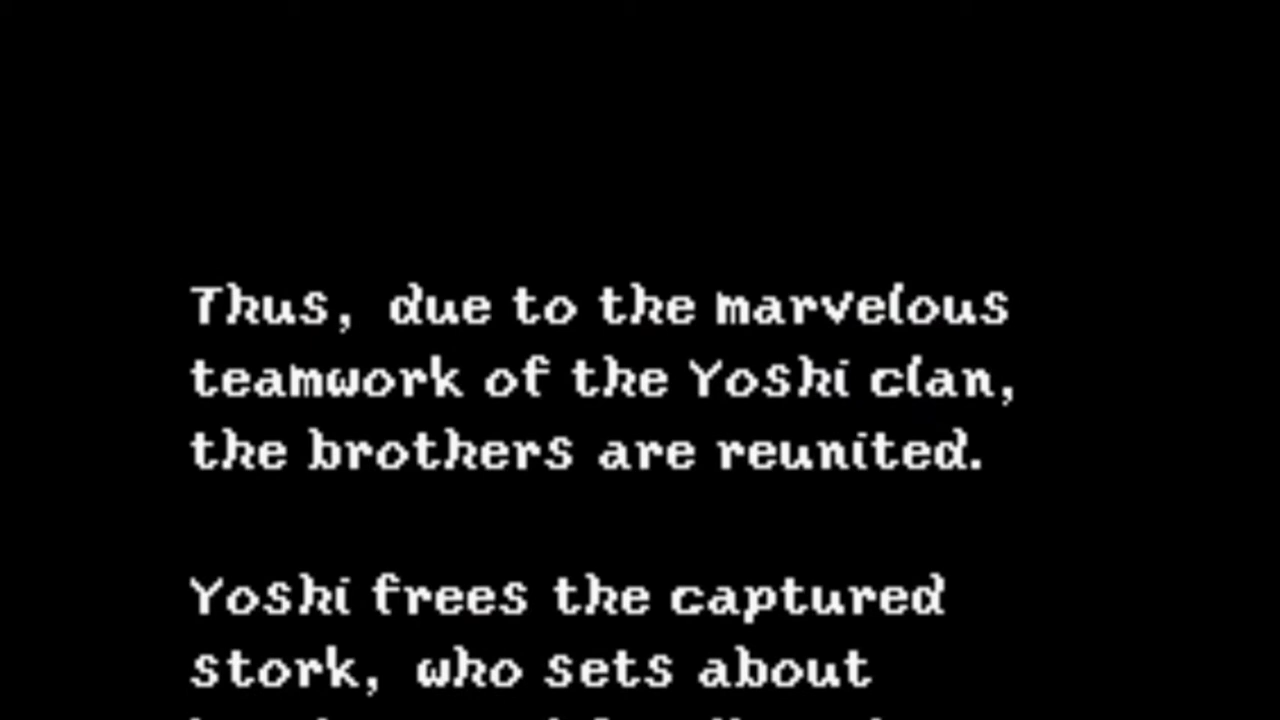 Thus, due to the marvelous
teamwork of the Yoshi clan,
the brothers are reunited.
Yoshi frees the captured
stork, who sets about